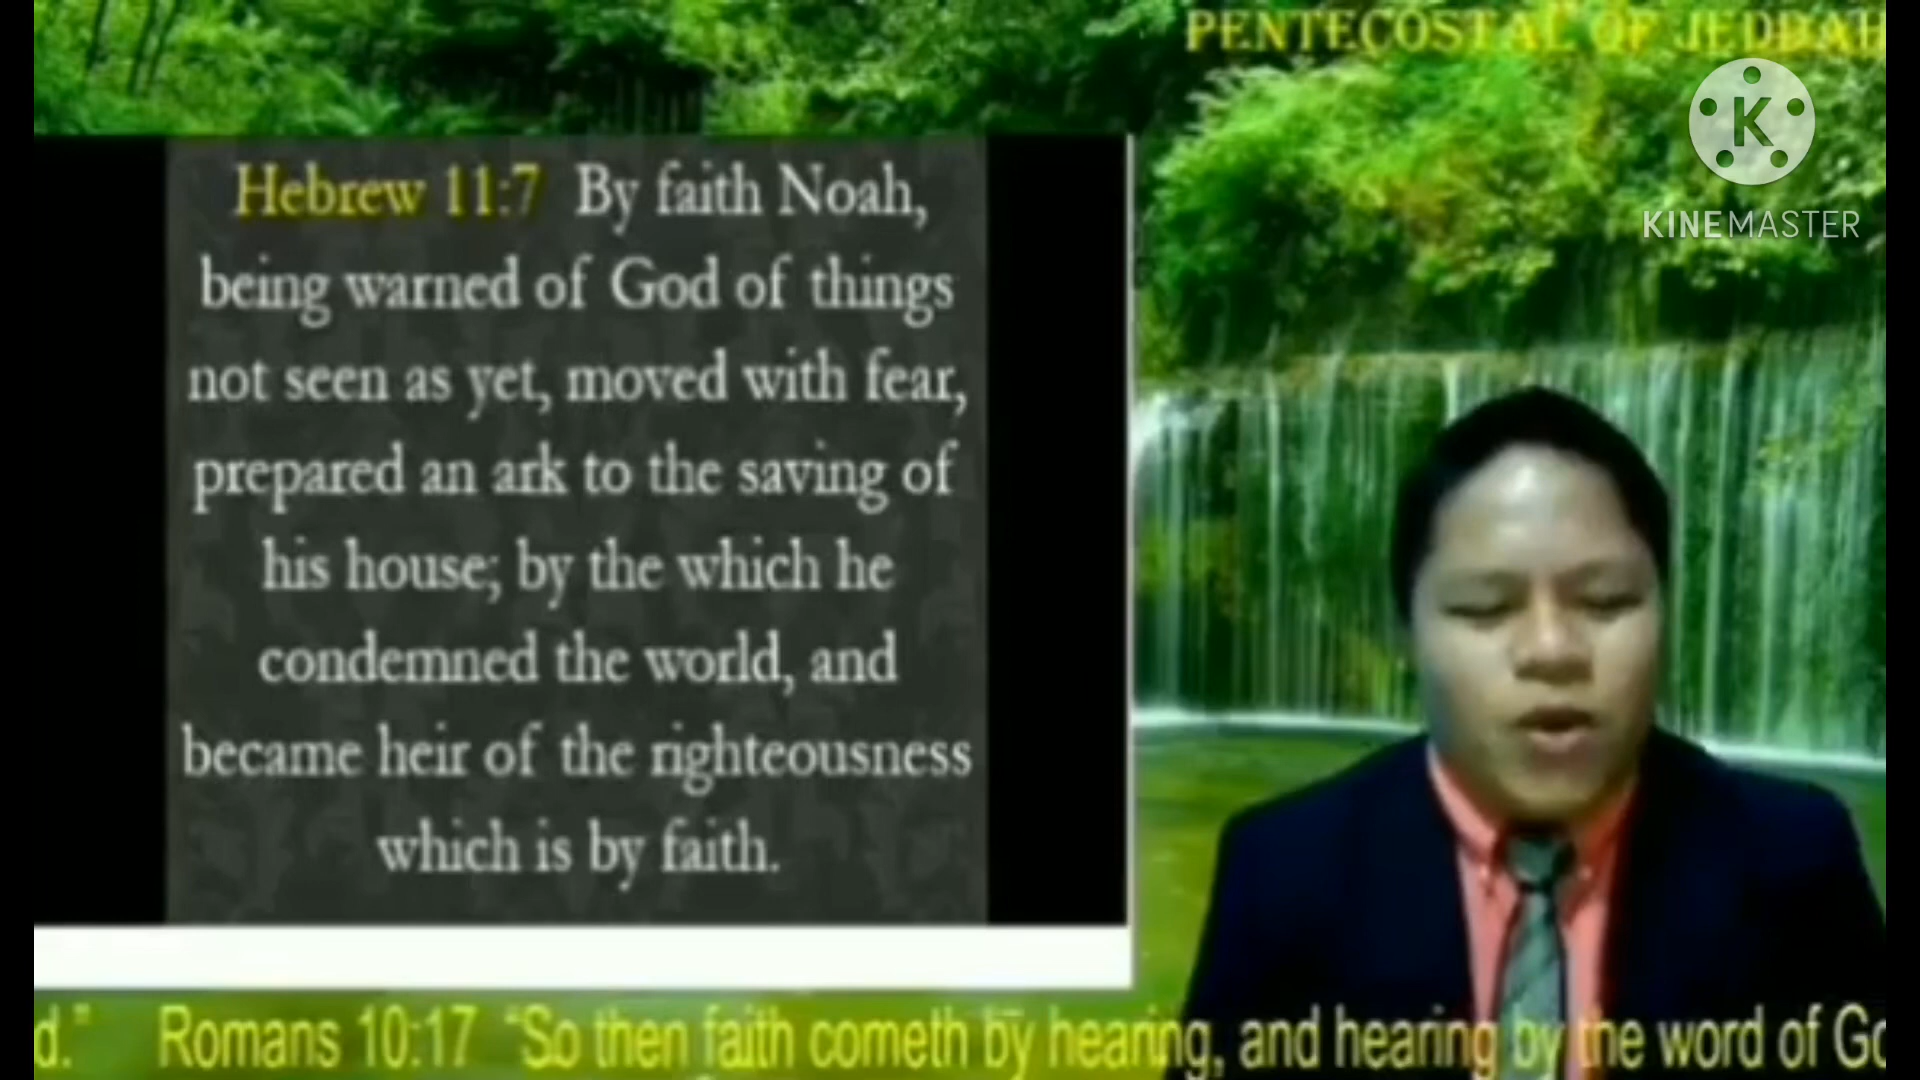 PENTECOSTAL OF JEDDAH
K
KINEMASTER
Hebrew 11:7 By faith Noah,
being warned of God of things
not seen as yet, moved with fear,
prepared an ark to the saving of
his house; by the which he
condemned the world, and
became heir of the righteousness
which is by faith.
d.” Romans 10:17 “So then faith cometh by hearing, and hearing by the word of Go